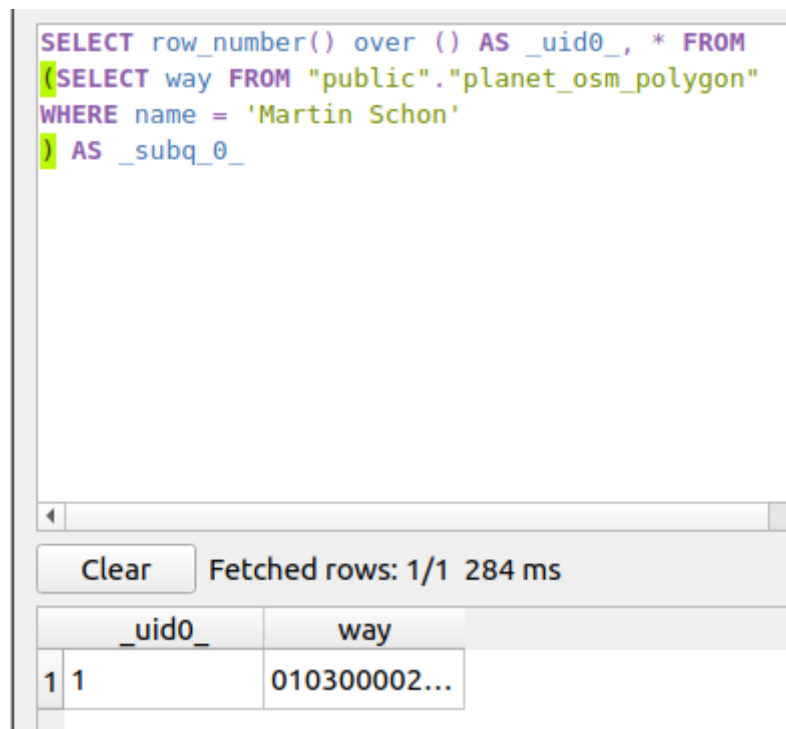 SELECT row_number() over () AS _uid0_, * FROM
(SELECT way FROM "public"."planet_osm_polygon"
WHERE name = 'Martin Schon'
) AS _subq_0_
Clear Fetched rows: 1/1 284 ms
_uid0_ way
1 1 010300002...